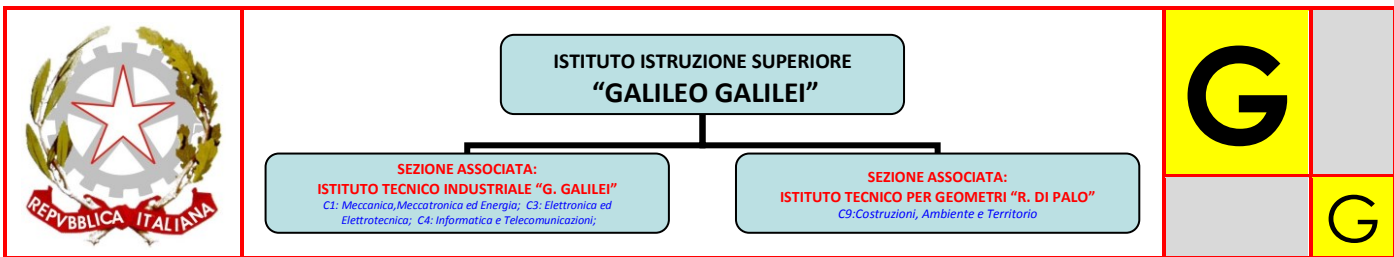 REPVBBLICA ITALIANA
ISTITUTO ISTRUZIONE SUPERIORE
“GALILEO GALILEI”
SEZIONE ASSOCIATA:
ISTITUTO TECNICO INDUSTRIALE “G. GALILEI”
C1: Meccanica,Meccatronica ed Energia; C3: Elettronica ed
Elettrotecnica; C4: Informatica e Telecomunicazioni;
SEZIONE ASSOCIATA:
ISTITUTO TECNICO PER GEOMETRI “R. DI PALO”
C9:Costruzioni, Ambiente e Territorio
G
G